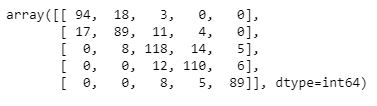 array([[ 94, 18, 3, 0, 0],
[ 17, 89, 11, 4, 0],
[ 0, 8, 118, 14, 5],
[ 0, 0, 12, 110, 6],
[ 0, 0, 8, 5, 89]], dtype=int64)